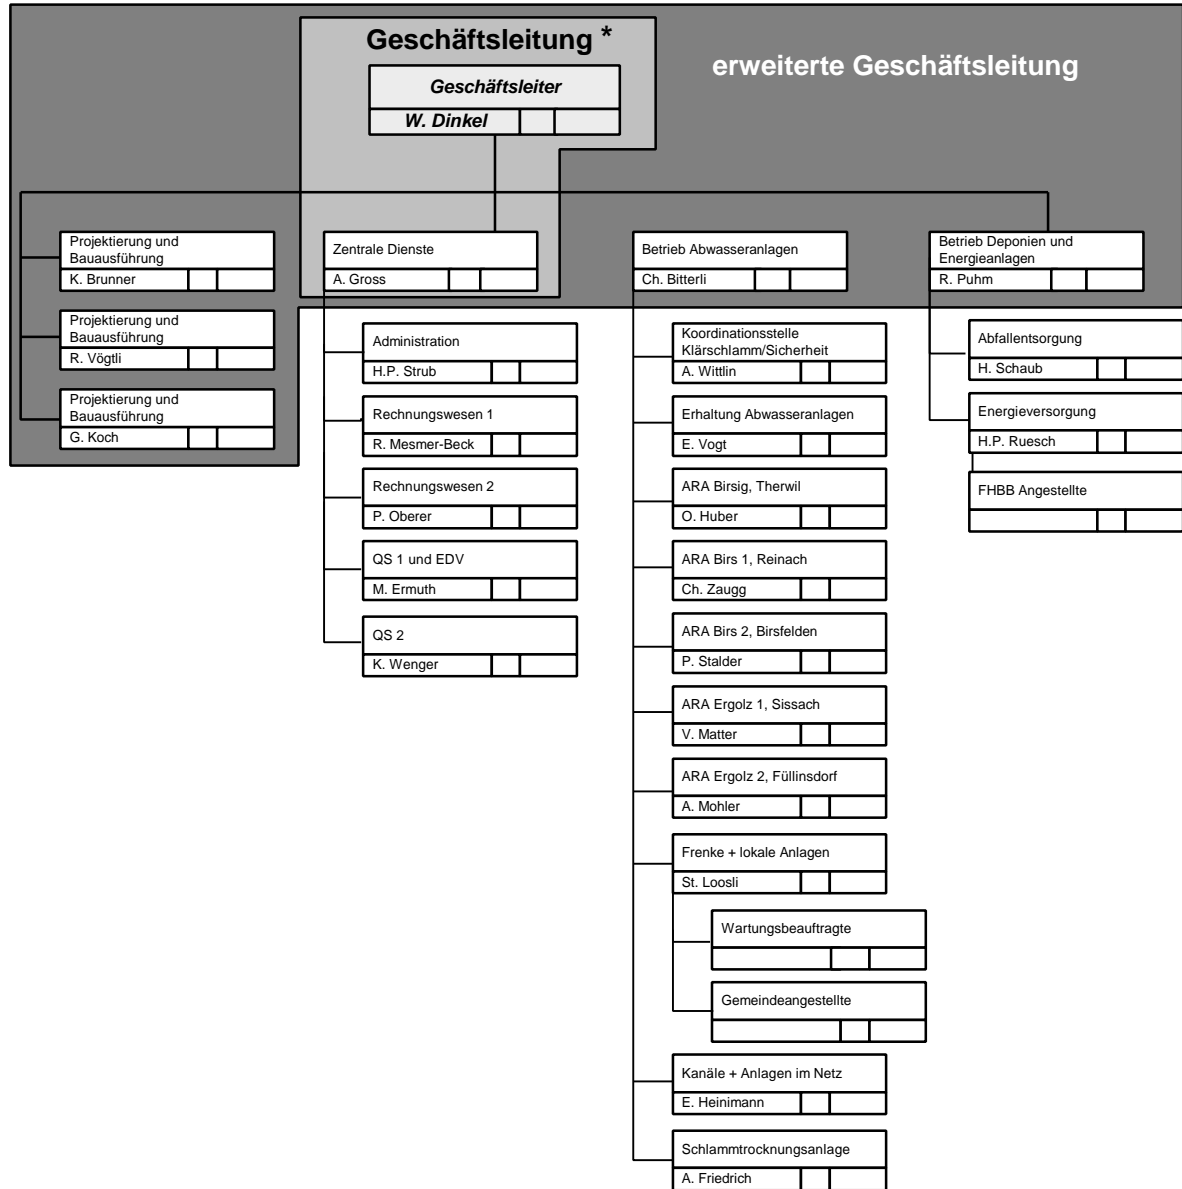 Geschäftsleitung *
erweiterte Geschäftsleitung
Geschäftsleiter
W. Dinkel
Projektierung und
Bauausführung
K. Brunner
Projektierung und
Bauausführung
R. Vögtli
Projektierung und
Bauausführung
G. Koch
Zentrale Dienste
A. Gross
Administration
H.P. Strub
Rechnungswesen 1
R. Mesmer-Beck
Rechnungswesen 2
P. Oberer
QS 1 und EDV
M. Ermuth
QS 2
K. Wenger
Betrieb Abwasseranlagen
Ch. Bitterli
Koordinationsstelle
Klärschlamm/Sicherheit
A. Wittlin
Erhaltung Abwasseranlagen
E. Vogt
ARA Birsig, Therwil
O. Huber
ARA Birs 1, Reinach
Ch. Zaugg
ARA Birs 2, Birsfelden
P. Stalder
ARA Ergolz 1, Sissach
V. Matter
ARA Ergolz 2, Füllinsdorf
A. Mohler
Frenke + lokale Anlagen
St. Loosli
Wartungsbeauftragte
Gemeindeangestellte
Kanäle + Anlagen im Netz
E. Heinimann
Schlammtrocknungsanlage
A. Friedrich
Betrieb Deponien und
Energieanlagen
R. Puhm
Abfallentsorgung
H. Schaub
Energieversorgung
H.P. Ruesch
FHBB Angestellte